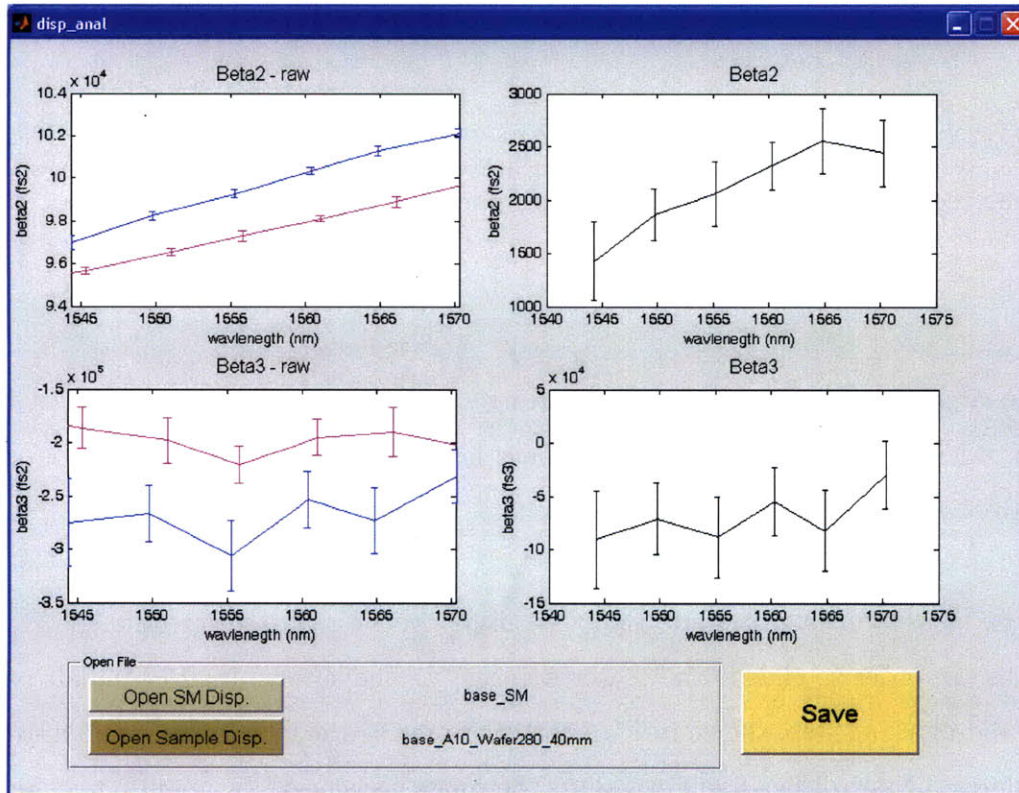 disp_anal
Beta2 - raw
x 10^4
10.4
10.2
10
9.8
9.6
9.4
beta2 (fs2)
1545 1550 1555 1560 1565 1570
wavlenegth (nm)
Beta2
3000
2500
2000
1500
1000
beta2 (fs2)
1540 1545 1550 1555 1560 1565 1570 1575
wavlenegth (nm)
Beta3 - raw
x 10^5
-1.5
-2
-2.5
-3
-3.5
beta3 (fs2)
1545 1550 1555 1560 1565 1570
wavlenegth (nm)
Beta3
x 10^4
5
0
-5
-10
-15
beta3 (fs3)
1540 1545 1550 1555 1560 1565 1570 1575
wavlenegth (nm)
Open File
Open SM Disp.
base_SM
Open Sample Disp.
base_A10_Wafer280_40mm
Save